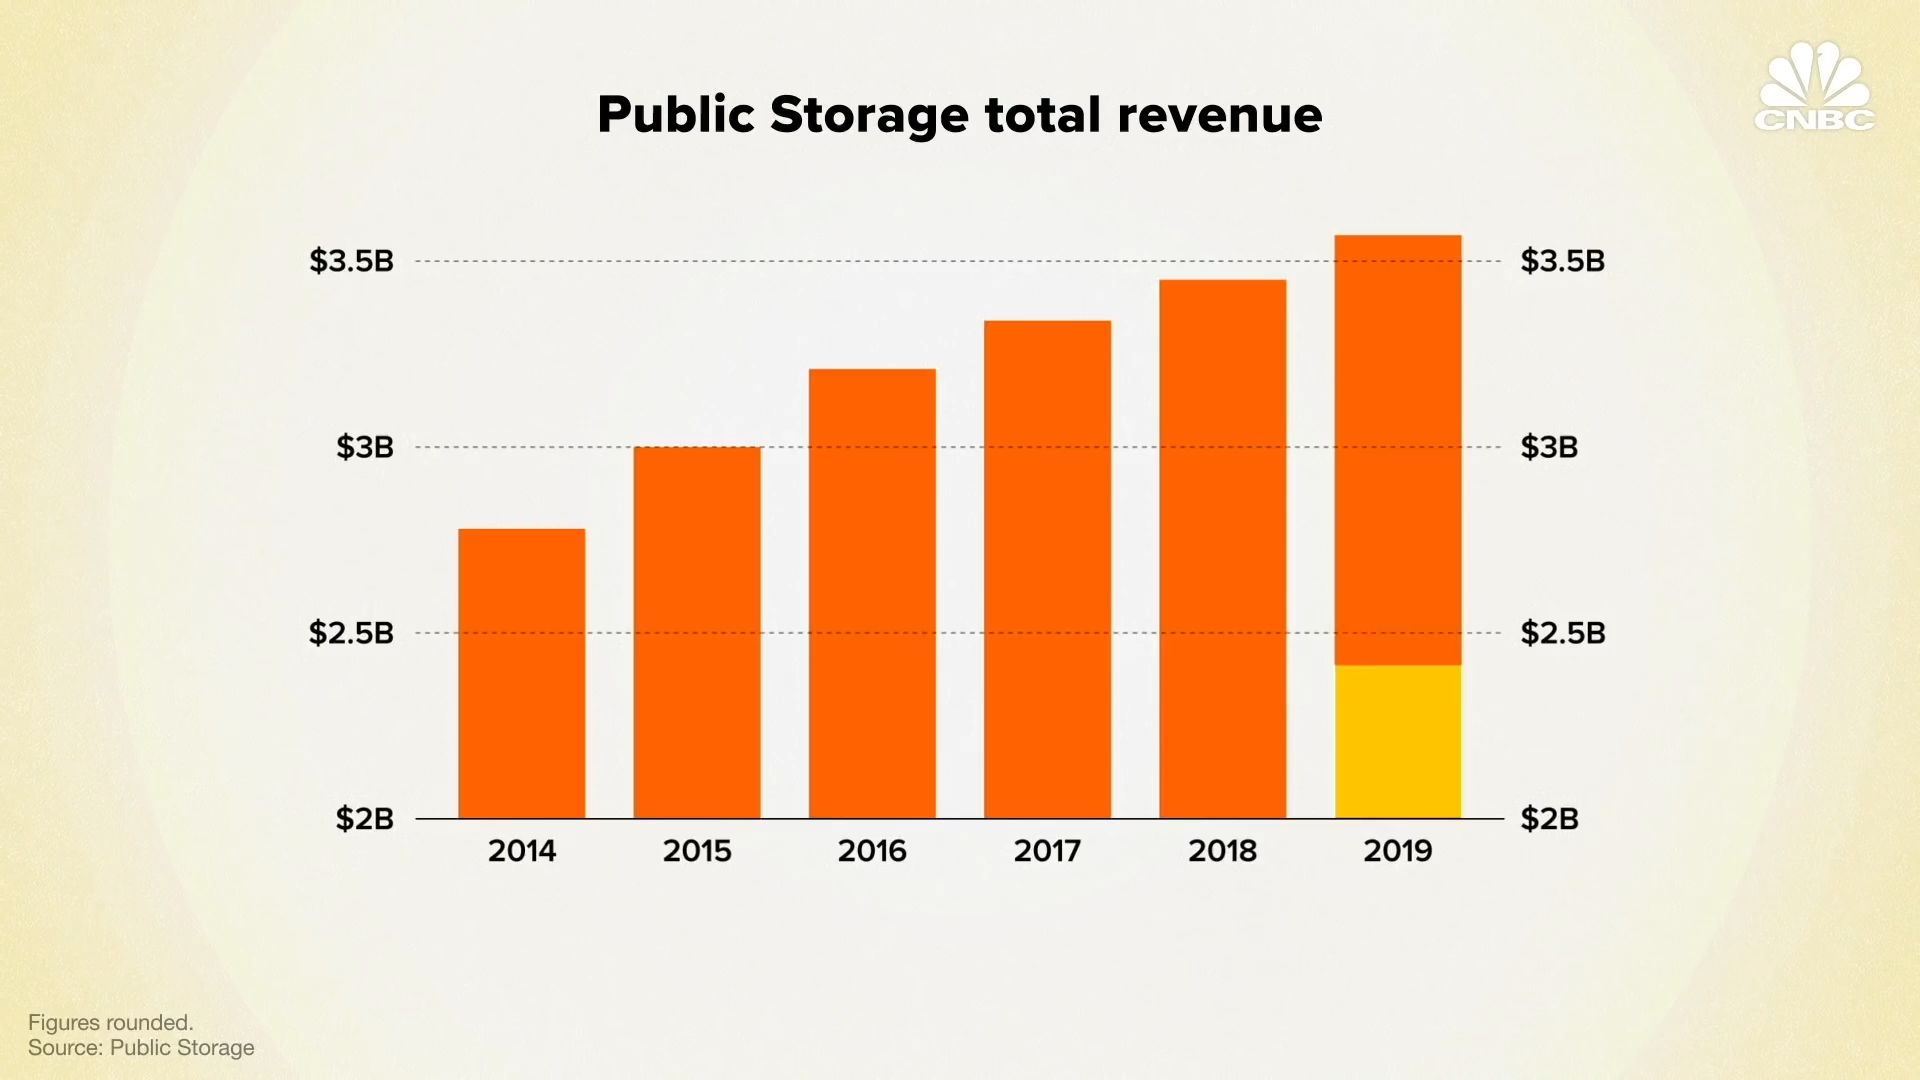 CNBC
Public Storage total revenue
$3.5B $3.5B
$3B $3B
$2.5B $2.5B
$2B $2B
2014 2015 2016 2017 2018 2019
Figures rounded.
Source: Public Storage